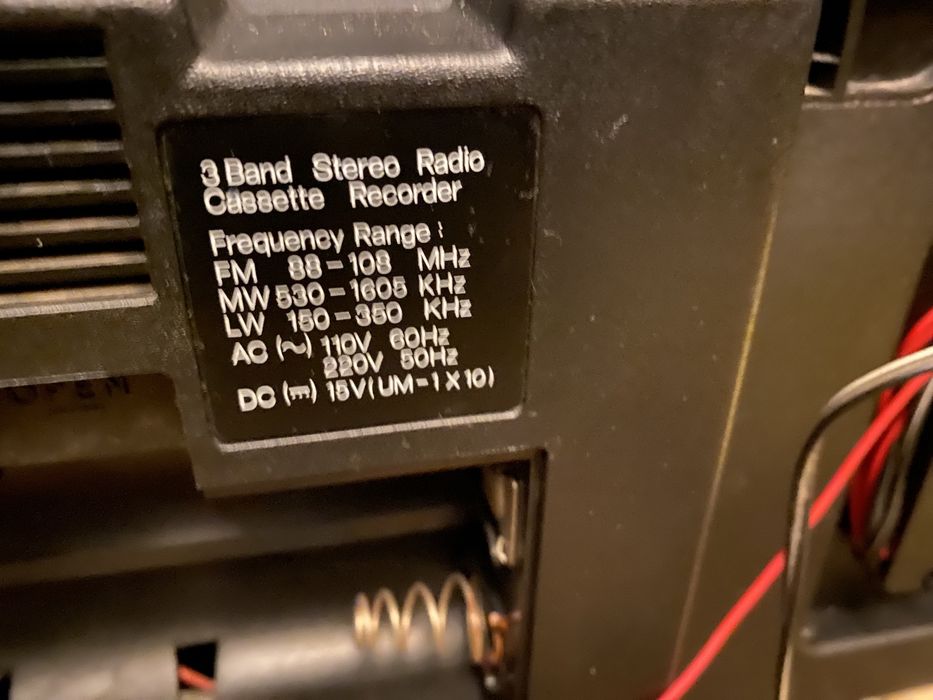 3 Band Stereo Radio
Cassette Recorder
Frequency Range :
FM 88-108 MHz
MW 530-1605 KHz
LW 150-350 KHz
AC (~) 110V 60Hz
220V 50Hz
DC (⎓) 15V(UM-1 X 10)
OPEN